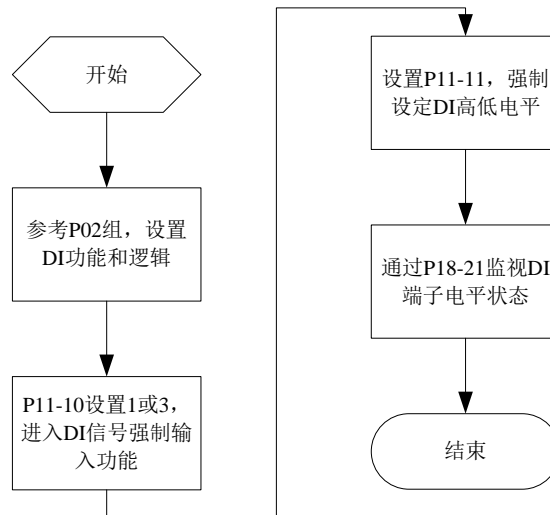 开始
参考P02组，设置
DI功能和逻辑
P11-10设置1或3，
进入DI信号强制输
入功能
设置P11-11，强制
设定DI高低电平
通过P18-21监视DI
端子电平状态
结束